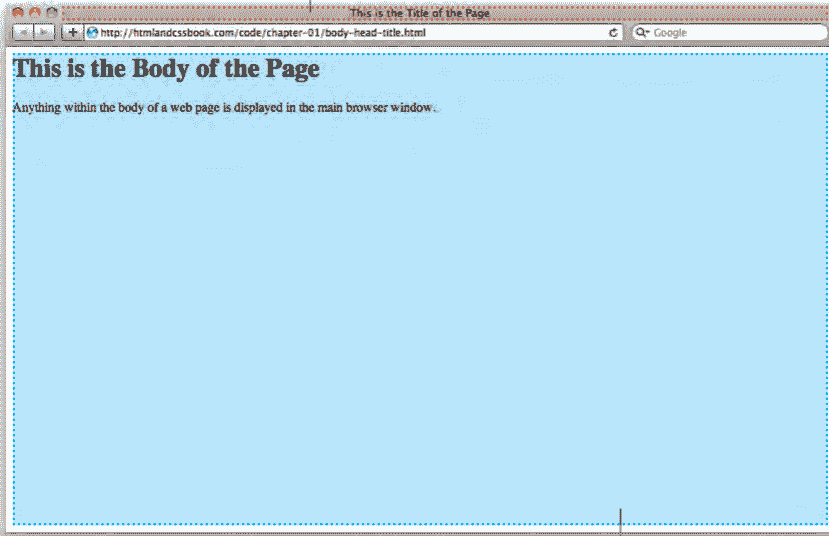 This is the Title of the Page
http://htmlandcssbook.com/code/chapter-01/body-head-title.html
Google
This is the Body of the Page
Anything within the body of a web page is displayed in the main browser window.